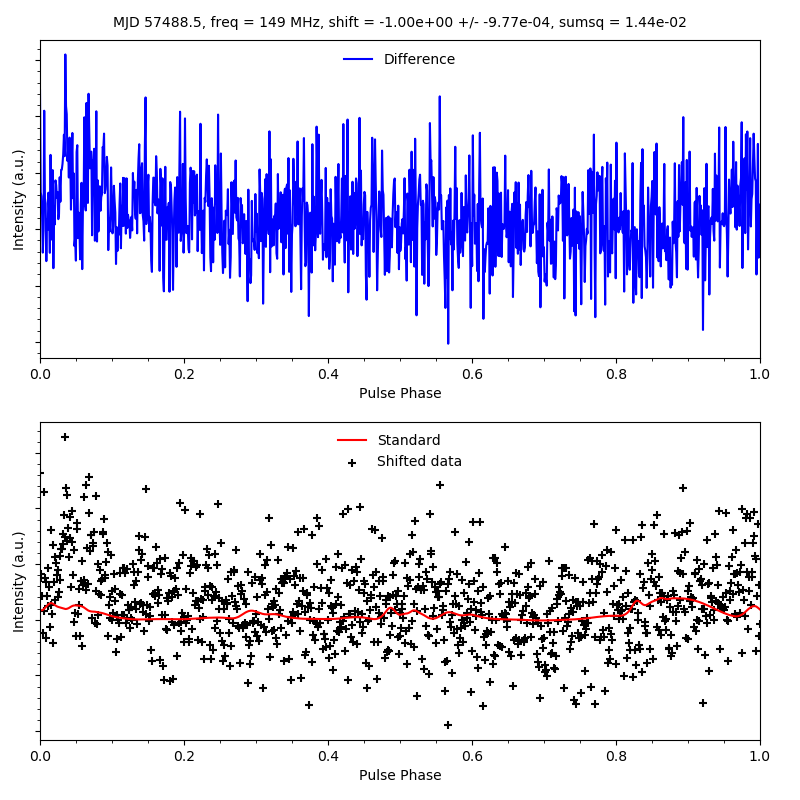 MJD 57488.5, freq = 149 MHz, shift = -1.00e+00 +/- -9.77e-04, sumsq = 1.44e-02
Difference
Intensity (a.u.)
0.0 0.2 0.4 0.6 0.8 1.0
Pulse Phase
Standard
Shifted data
Intensity (a.u.)
0.0 0.2 0.4 0.6 0.8 1.0
Pulse Phase